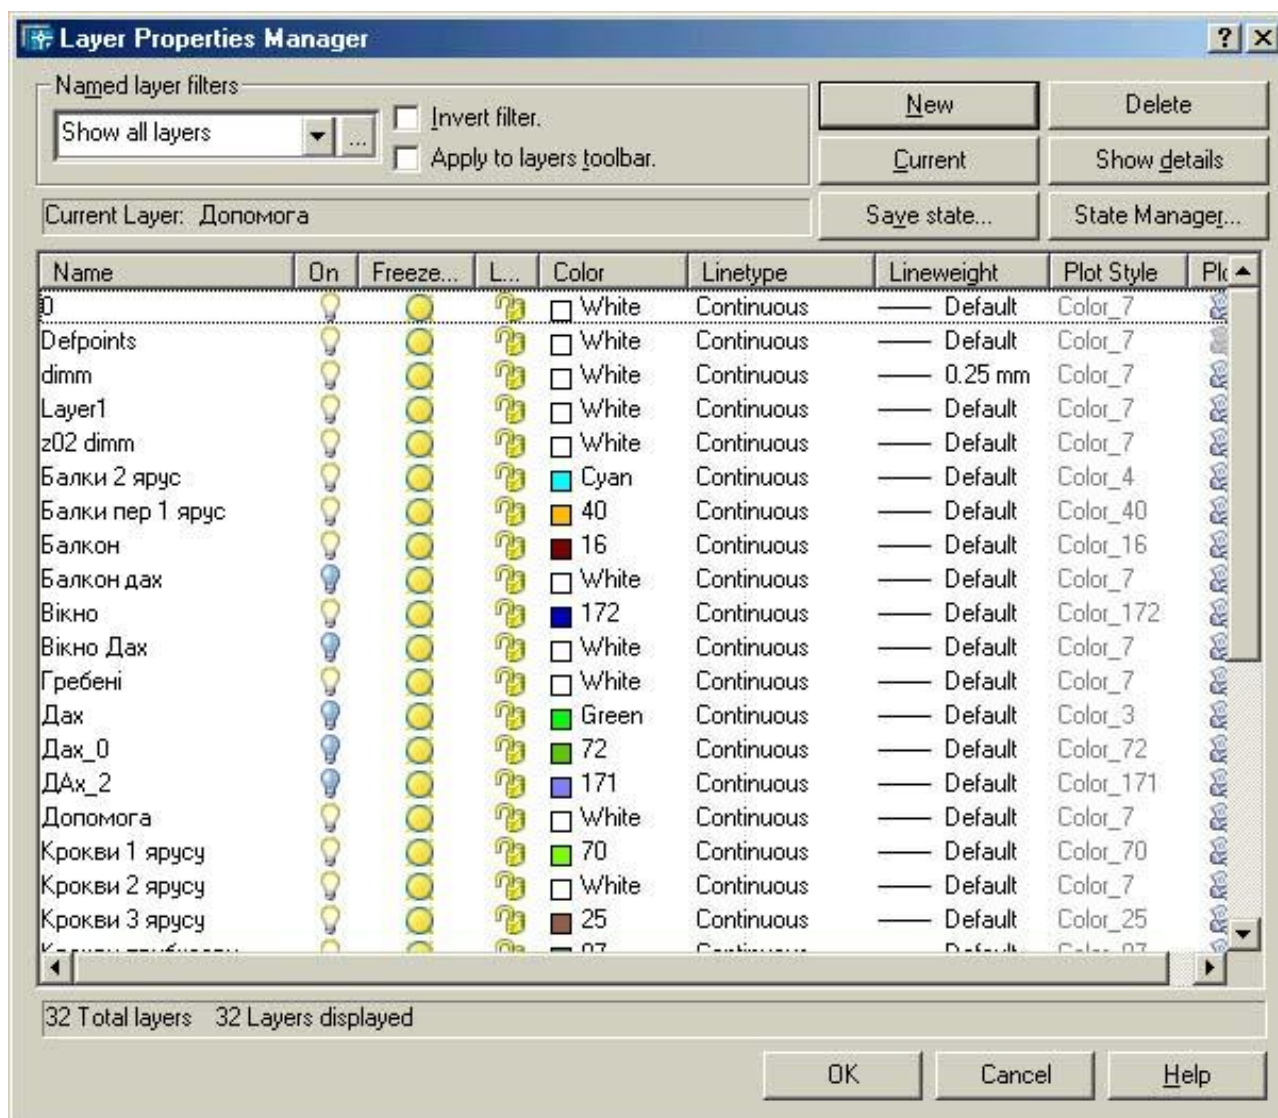 Layer Properties Manager
Named layer filters
Show all layers
...
Invert filter.
Apply to layers toolbar.
New Delete
Current Show details
Current Layer: Допомога
Save state... State Manager...
Name On Freeze... L... Color Linetype Lineweight Plot Style
0 White Continuous Default Color_7
Defpoints White Continuous Default Color_7
dimm White Continuous 0.25 mm Color_7
Layer1 White Continuous Default Color_7
z02 dimm White Continuous Default Color_7
Балки 2 ярус Cyan Continuous Default Color_4
Балки пер 1 ярус 40 Continuous Default Color_40
Балкон 16 Continuous Default Color_16
Балкон дах White Continuous Default Color_7
Вікно 172 Continuous Default Color_172
Вікно Дах White Continuous Default Color_7
Гребені White Continuous Default Color_7
Дах Green Continuous Default Color_3
Дах_0 72 Continuous Default Color_72
ДАх_2 171 Continuous Default Color_171
Допомога White Continuous Default Color_7
Крокви 1 ярусу 70 Continuous Default Color_70
Крокви 2 ярусу White Continuous Default Color_7
Крокви 3 ярусу 25 Continuous Default Color_25
32 Total layers 32 Layers displayed
OK Cancel Help